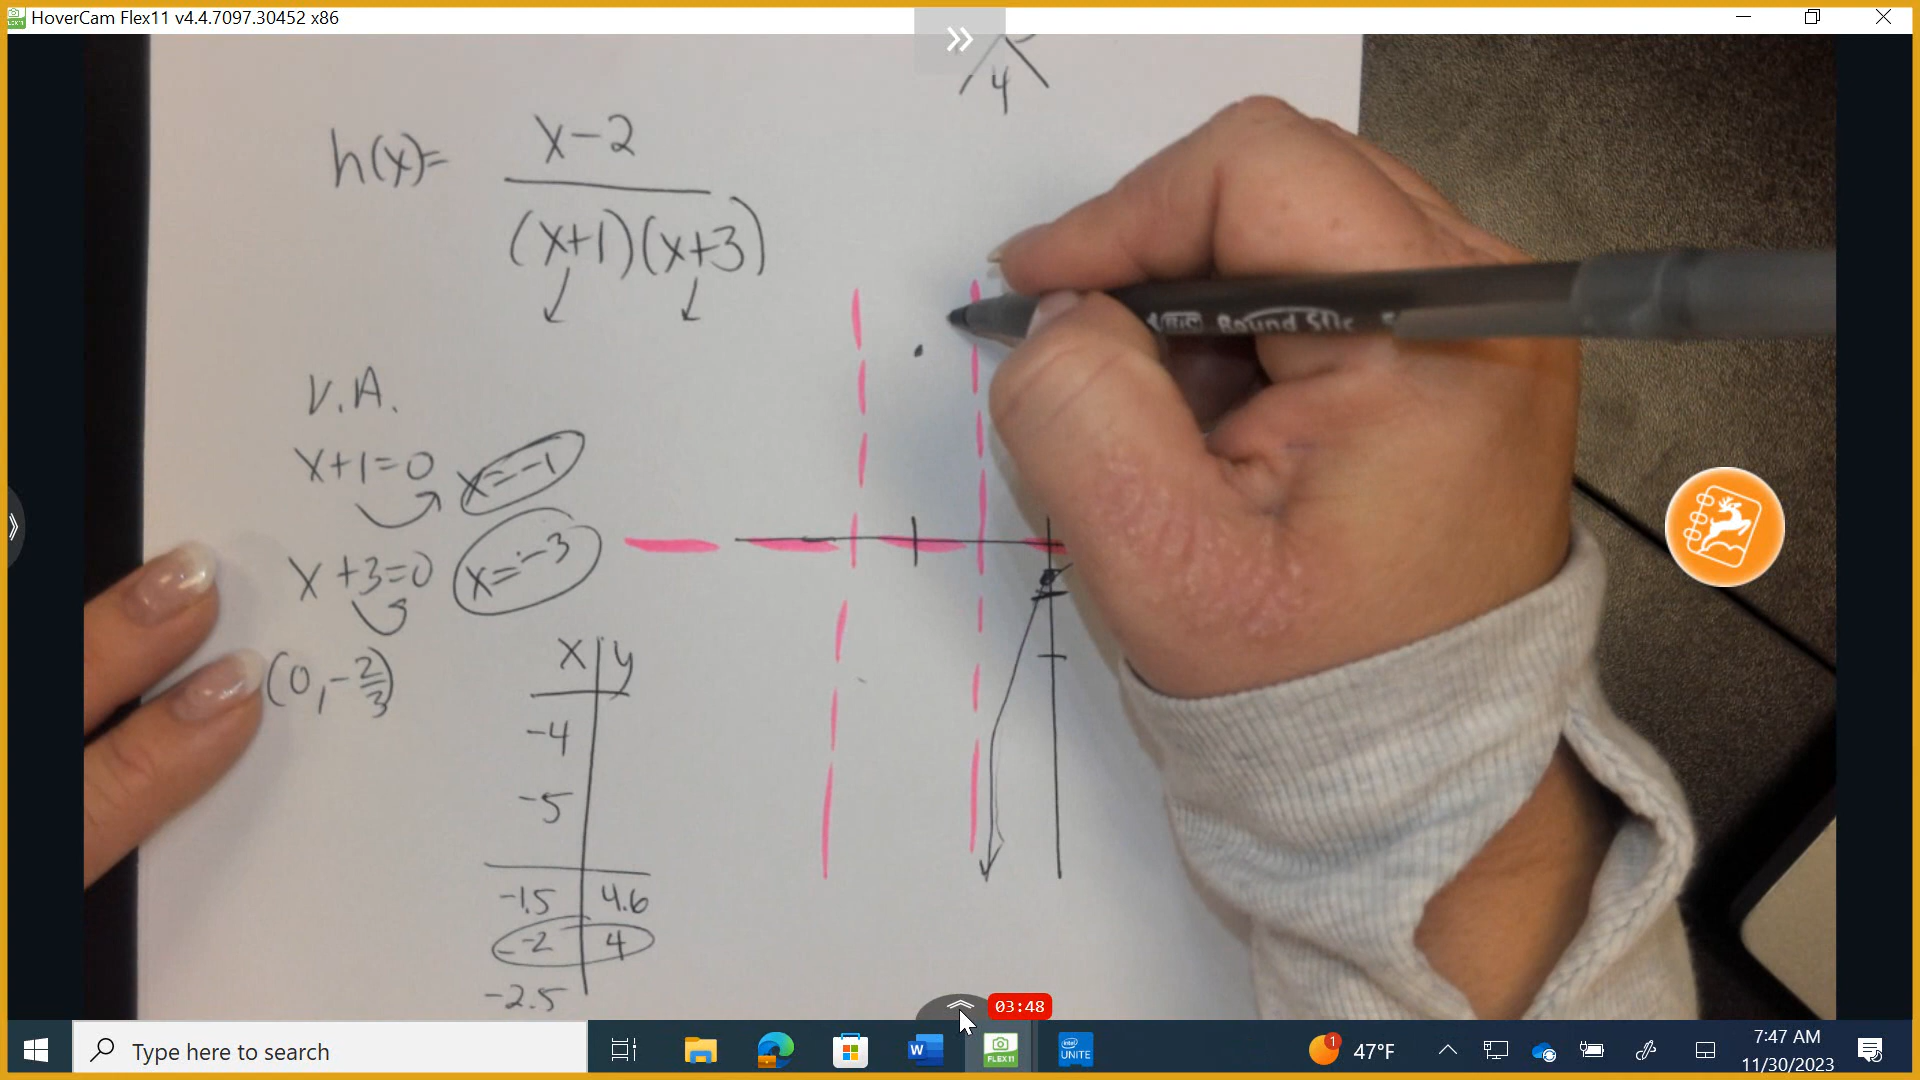 HoverCam Flex11 v4.4.7097.30452 x86
4
h(x)= x-2
(x+1)(x+3)
V.A.
x+1=0 x=-1
x+3=0 x=-3
(0,-2/3)
x y
-4
-5
-1.5 4.6
-2 4
-2.5
BIC Round Stic
03:48
Type here to search
FLEX11
intel UNITE
1
47°F
7:47 AM
11/30/2023